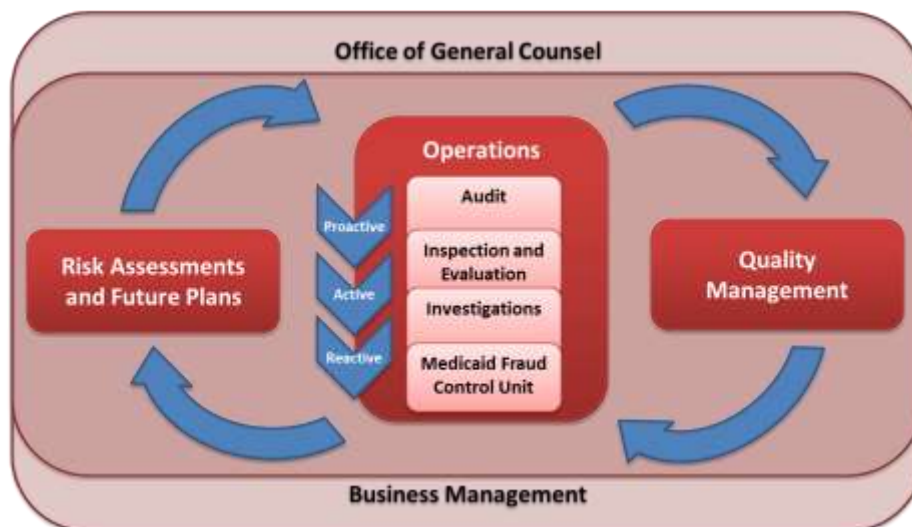 Office of General Counsel
Operations
Audit
Proactive
Inspection and
Evaluation
Active
Investigations
Reactive
Medicaid Fraud
Control Unit
Risk Assessments
and Future Plans
Quality
Management
Business Management